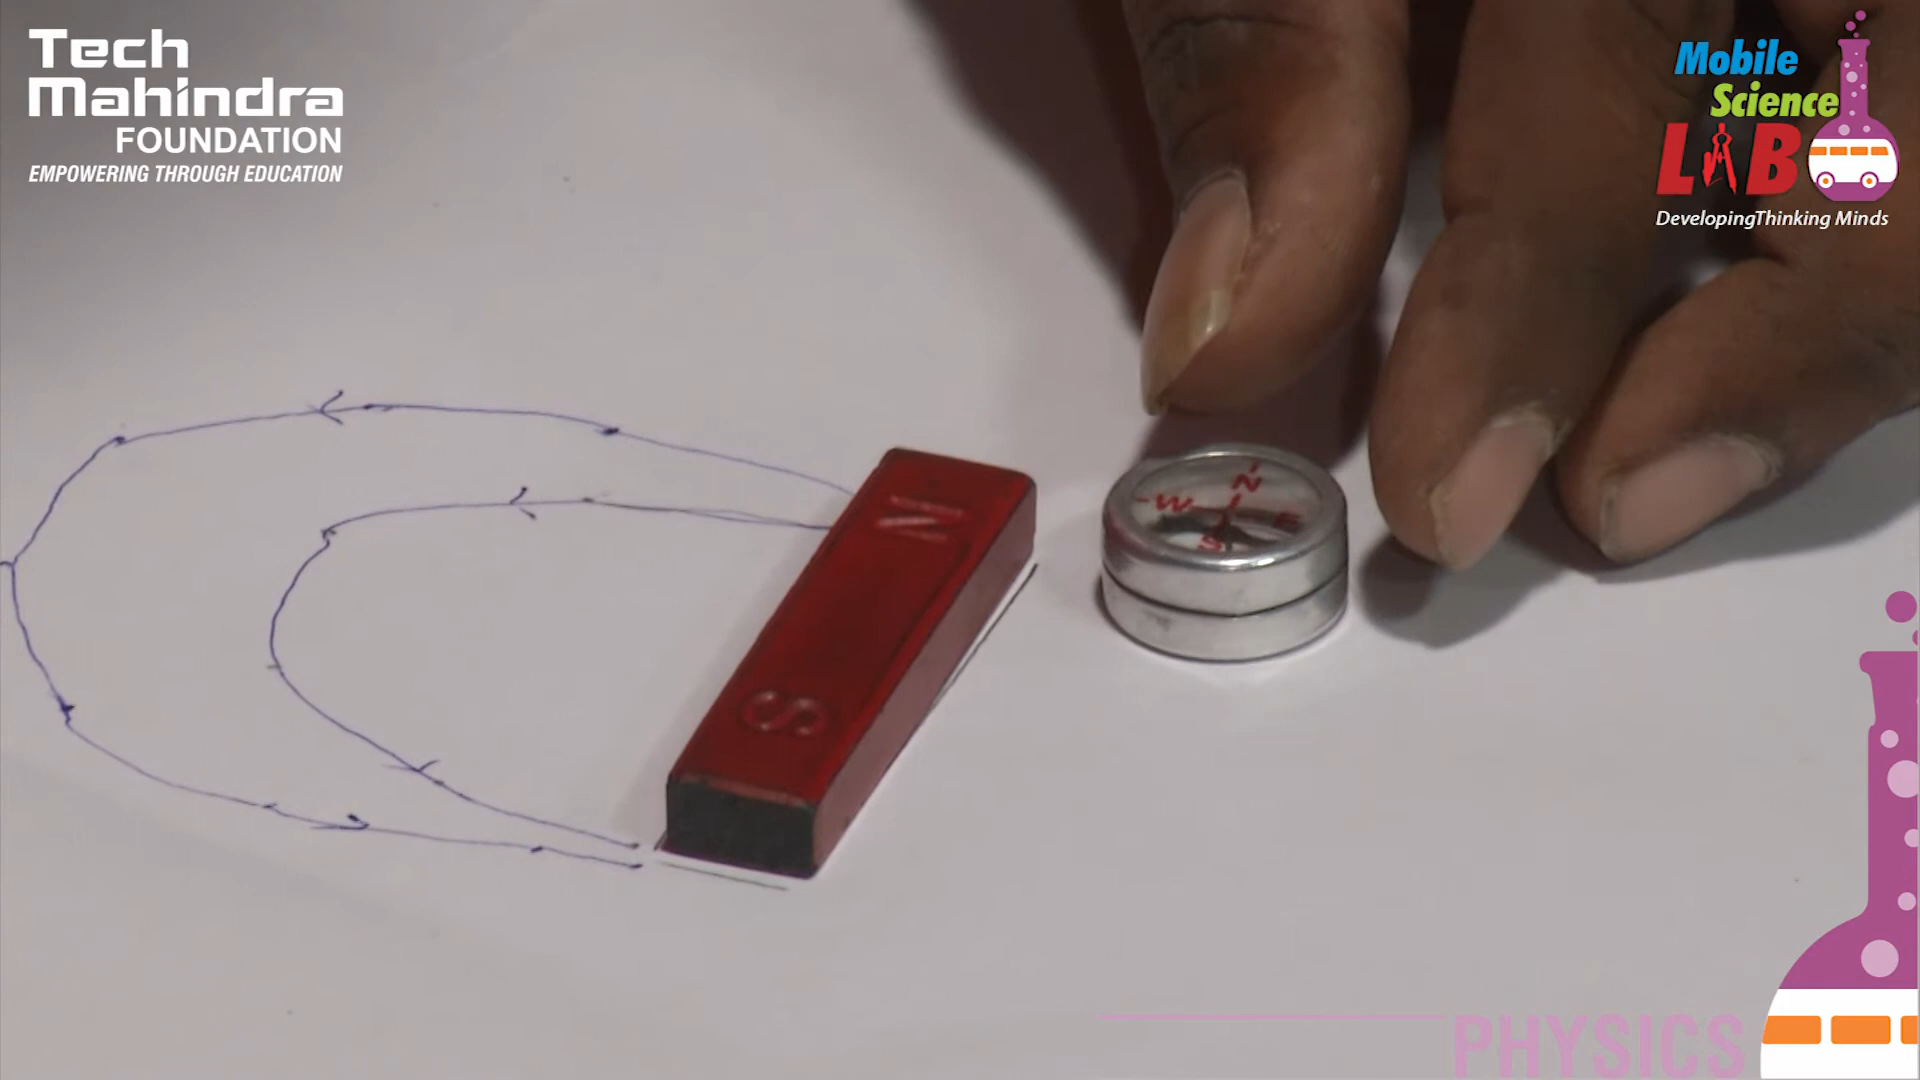 Tech
Mahindra
FOUNDATION
EMPOWERING THROUGH EDUCATION
Mobile
Science
LAB
DevelopingThinking Minds
N
S
N
W
E
S
PHYSICS